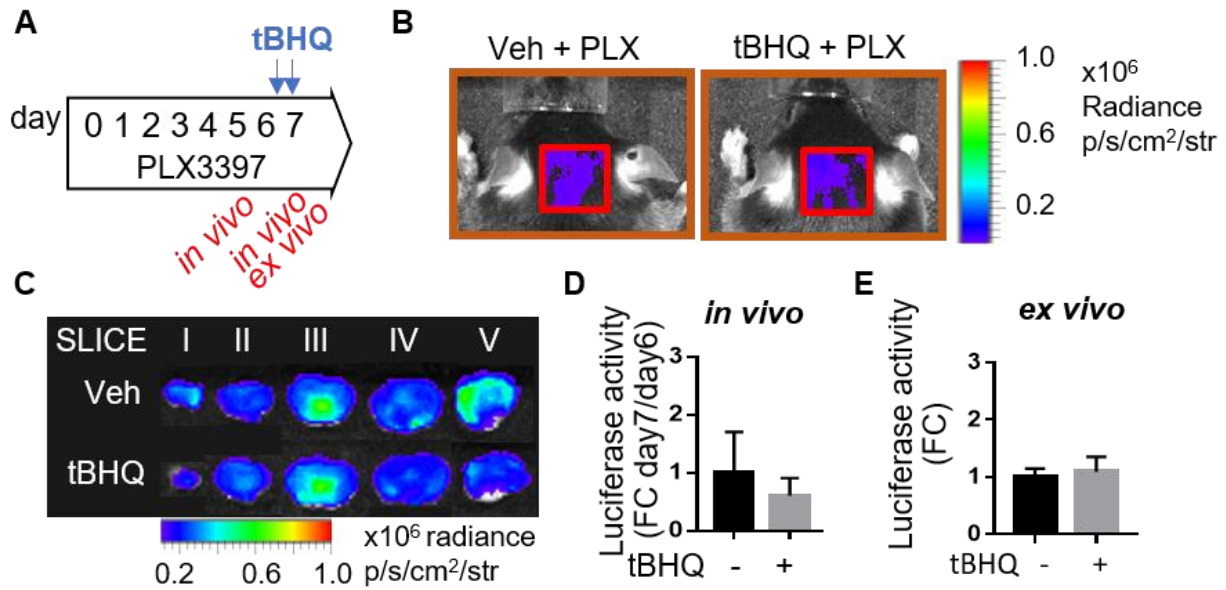 A
tBHQ
day 0 1 2 3 4 5 6 7
PLX3397
in vivo
in vivo
ex vivo
B
Veh + PLX
tBHQ + PLX
1.0
0.6
0.2
x10⁶
Radiance
p/s/cm²/str
C
SLICE I II III IV V
Veh
tBHQ
0.2 0.6 1.0
x10⁶ radiance
p/s/cm²/str
D
in vivo
Luciferase activity
(FC day7/day6)
3
2
1
0
tBHQ - +
E
ex vivo
Luciferase activity
(FC)
3
2
1
0
tBHQ - +